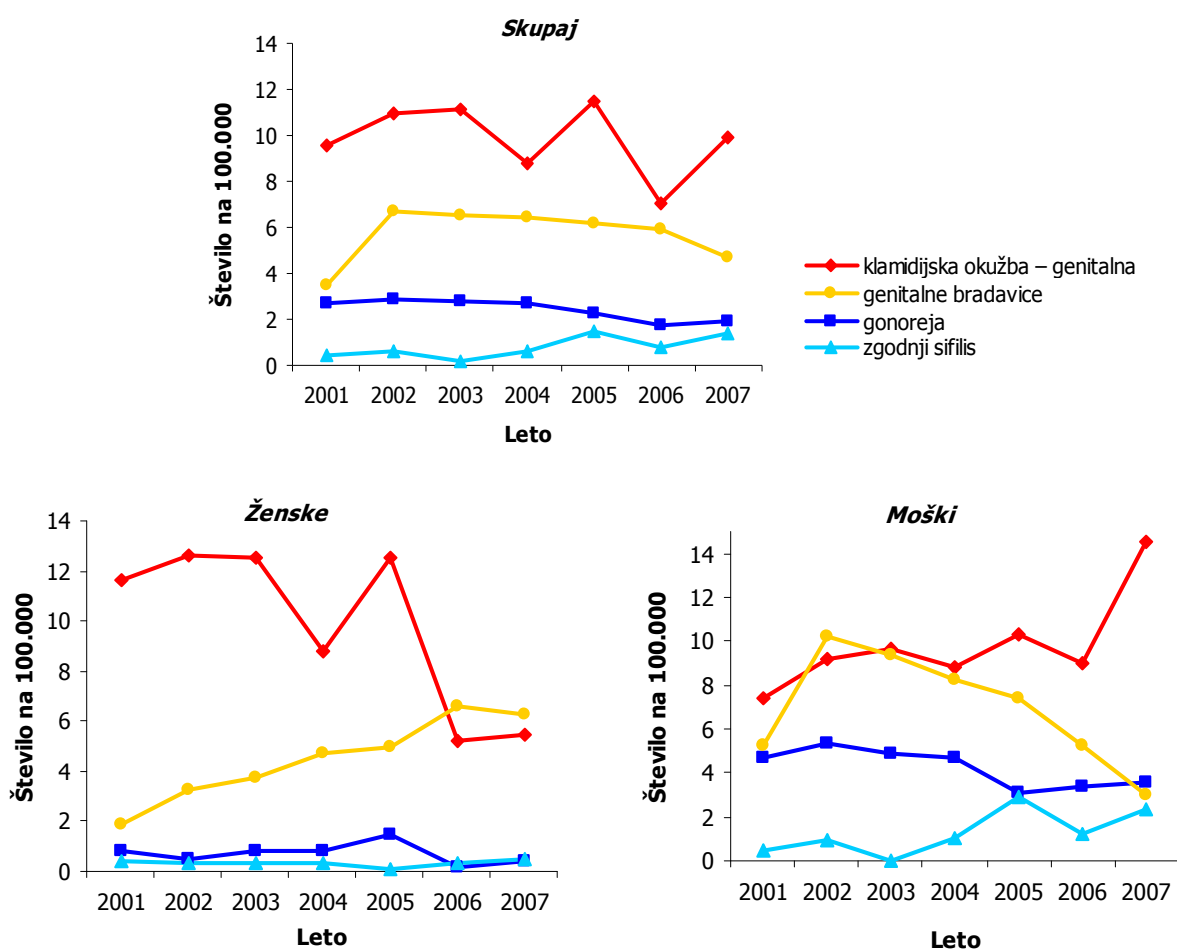 Skupaj
14
12
10
8
6
4
2
0
Število na 100.000
2001 2002 2003 2004 2005 2006 2007
Leto
klamidijska okužba – genitalna
genitalne bradavice
gonoreja
zgodnji sifilis
Ženske
14
12
10
8
6
4
2
0
Število na 100.000
2001 2002 2003 2004 2005 2006 2007
Leto
Moški
14
12
10
8
6
4
2
0
Število na 100.000
2001 2002 2003 2004 2005 2006 2007
Leto